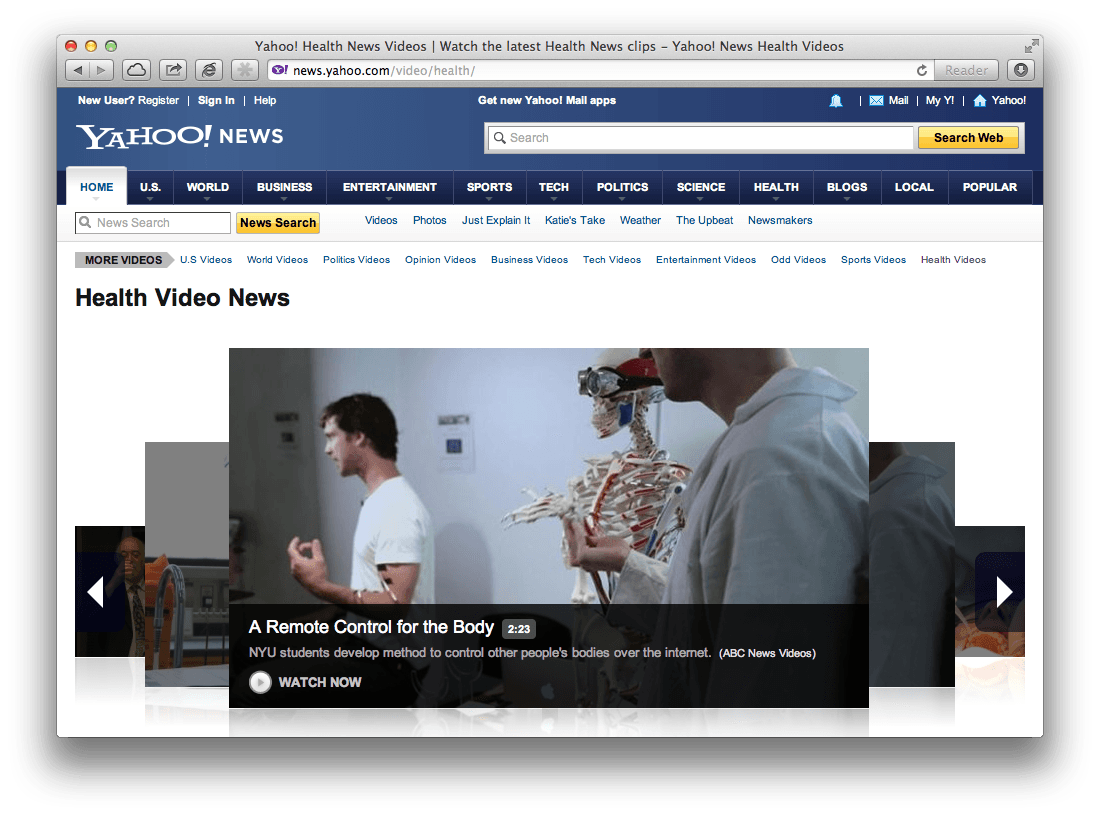 Yahoo! Health News Videos | Watch the latest Health News clips – Yahoo! News Health Videos
Y! news.yahoo.com/video/health/ Reader
New User? Register | Sign In | Help Get new Yahoo! Mail apps | Mail | My Y! | Yahoo!
YAHOO! NEWS Search Search Web
HOME U.S. WORLD BUSINESS ENTERTAINMENT SPORTS TECH POLITICS SCIENCE HEALTH BLOGS LOCAL POPULAR
News Search News Search Videos Photos Just Explain It Katie's Take Weather The Upbeat Newsmakers
MORE VIDEOS U.S Videos World Videos Politics Videos Opinion Videos Business Videos Tech Videos Entertainment Videos Odd Videos Sports Videos Health Videos
Health Video News
A Remote Control for the Body 2:23
NYU students develop method to control other people's bodies over the internet. (ABC News Videos)
WATCH NOW